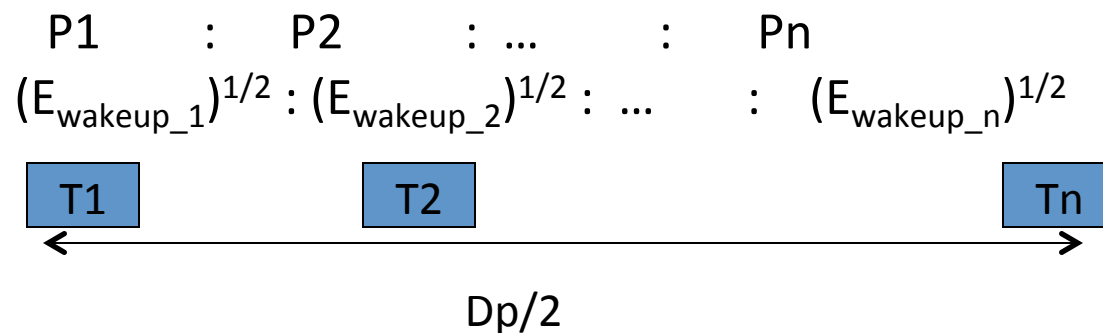 P1 : P2 : ... : Pn
(E_wakeup_1)^1/2 : (E_wakeup_2)^1/2 : ... : (E_wakeup_n)^1/2
T1 T2 Tn
Dp/2